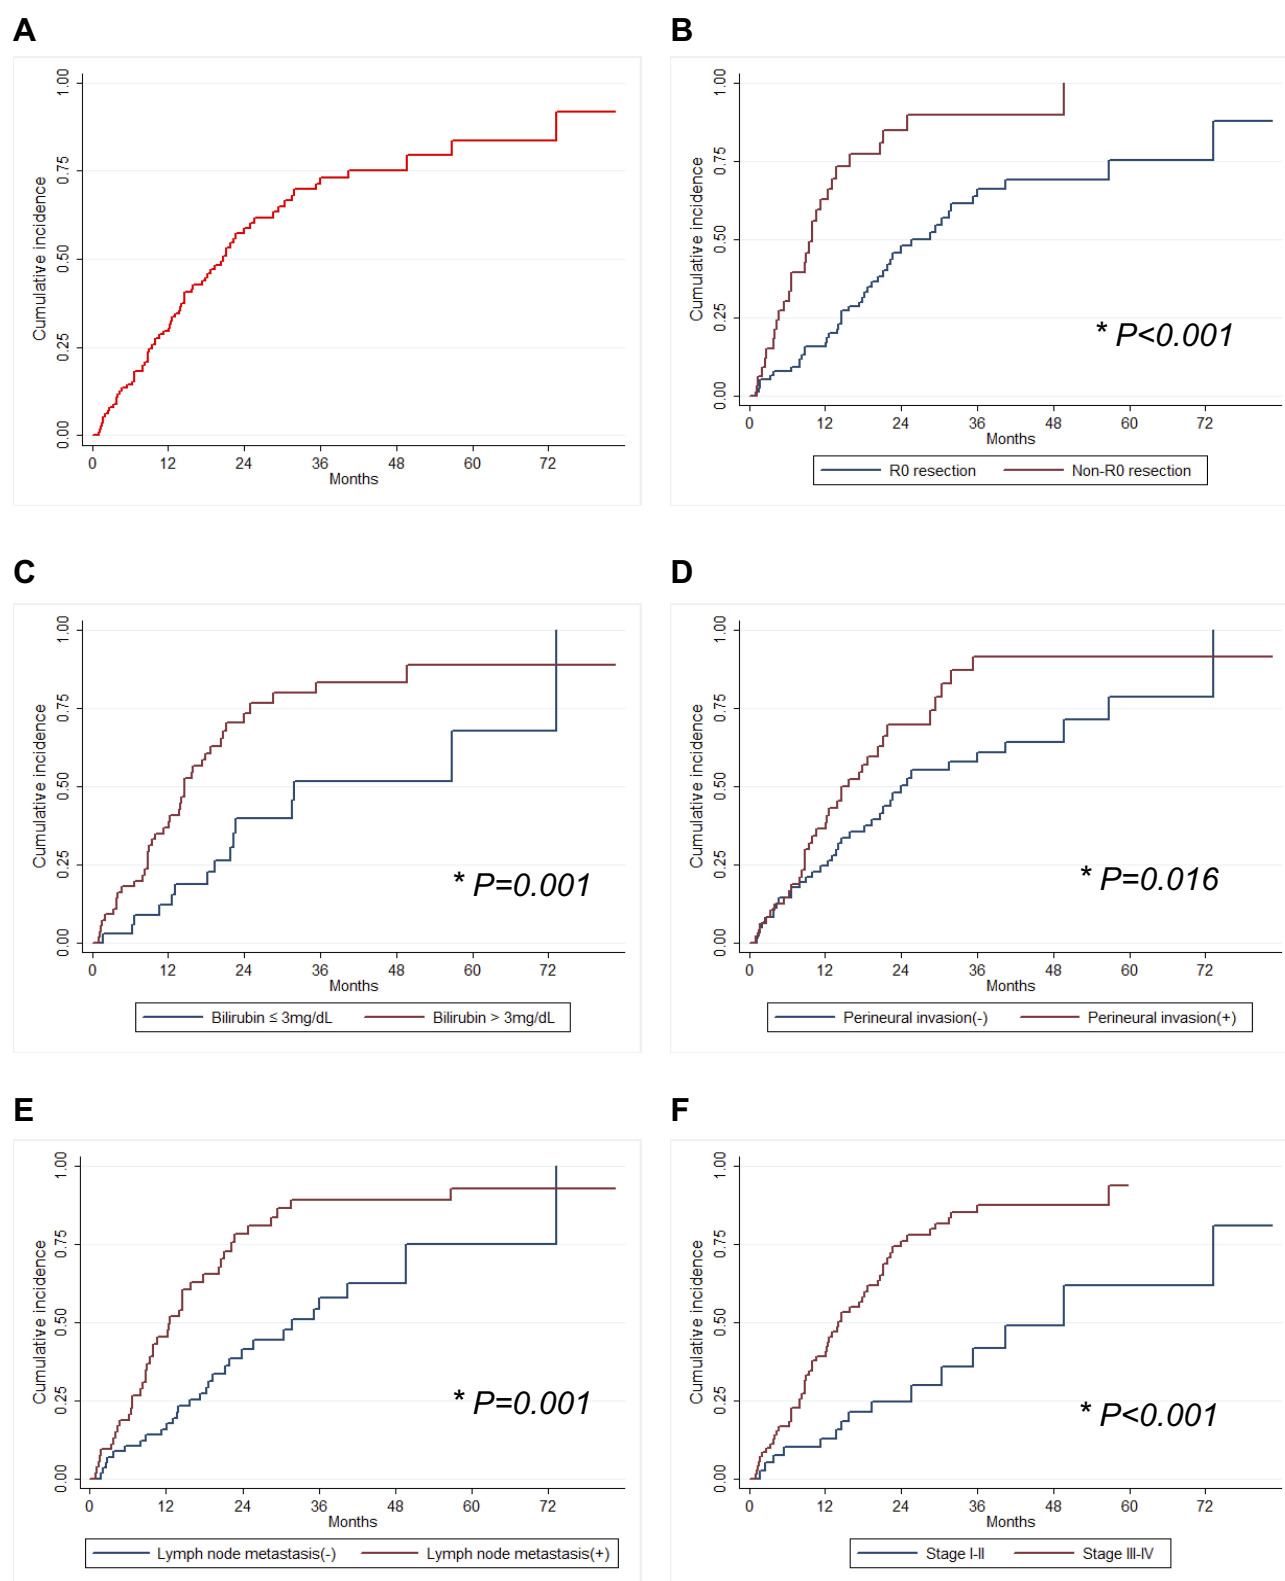 A
Cumulative incidence
1.00
0.75
0.50
0.25
0.00
0 12 24 36 48 60 72
Months
B
Cumulative incidence
1.00
0.75
0.50
0.25
0.00
* P<0.001
0 12 24 36 48 60 72
Months
R0 resection Non-R0 resection
C
Cumulative incidence
1.00
0.75
0.50
0.25
0.00
* P=0.001
0 12 24 36 48 60 72
Months
Bilirubin ≤ 3mg/dL Bilirubin > 3mg/dL
D
Cumulative incidence
1.00
0.75
0.50
0.25
0.00
* P=0.016
0 12 24 36 48 60 72
Months
Perineural invasion(-) Perineural invasion(+)
E
Cumulative incidence
1.00
0.75
0.50
0.25
0.00
* P=0.001
0 12 24 36 48 60 72
Months
Lymph node metastasis(-) Lymph node metastasis(+)
F
Cumulative incidence
1.00
0.75
0.50
0.25
0.00
* P<0.001
0 12 24 36 48 60 72
Months
Stage I-II Stage III-IV